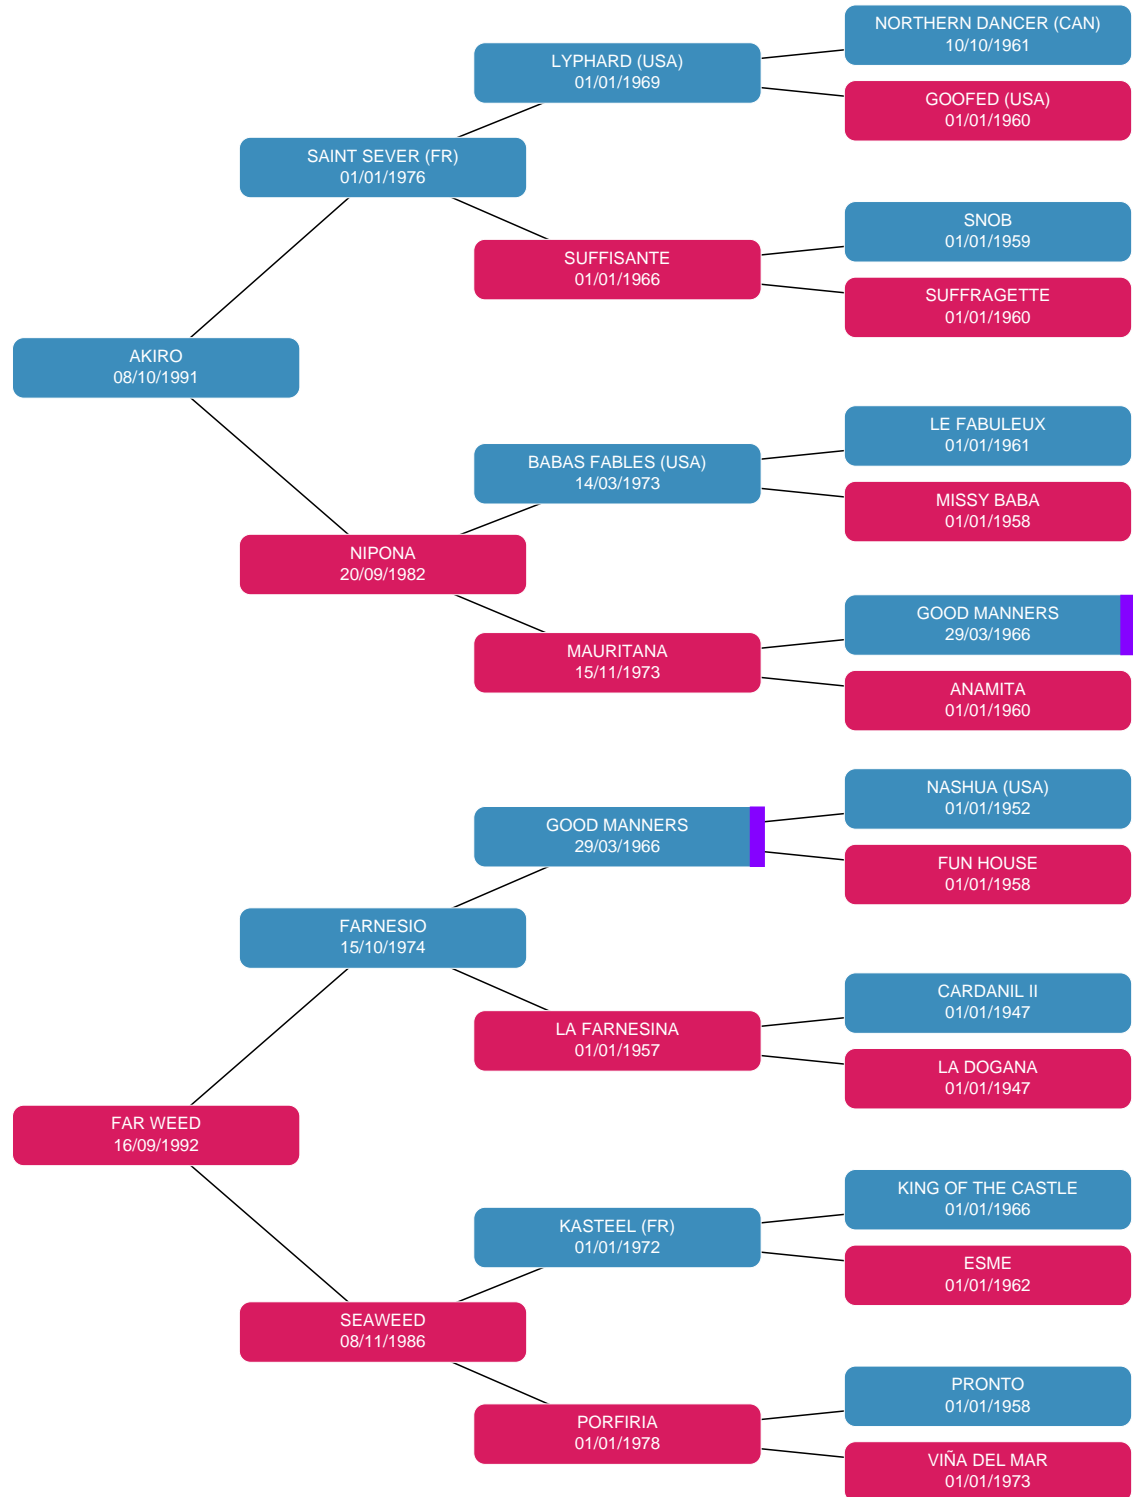 NORTHERN DANCER (CAN)
10/10/1961
LYPHARD (USA)
01/01/1969
GOOFED (USA)
01/01/1960
SAINT SEVER (FR)
01/01/1976
SNOB
01/01/1959
SUFFISANTE
01/01/1966
SUFFRAGETTE
01/01/1960
AKIRO
08/10/1991
LE FABULEUX
01/01/1961
BABAS FABLES (USA)
14/03/1973
MISSY BABA
01/01/1958
NIPONA
20/09/1982
GOOD MANNERS
29/03/1966
MAURITANA
15/11/1973
ANAMITA
01/01/1960
NASHUA (USA)
01/01/1952
GOOD MANNERS
29/03/1966
FUN HOUSE
01/01/1958
FARNESIO
15/10/1974
CARDANIL II
01/01/1947
LA FARNESINA
01/01/1957
LA DOGANA
01/01/1947
FAR WEED
16/09/1992
KING OF THE CASTLE
01/01/1966
KASTEEL (FR)
01/01/1972
ESME
01/01/1962
SEAWEED
08/11/1986
PRONTO
01/01/1958
PORFIRIA
01/01/1978
VIÑA DEL MAR
01/01/1973